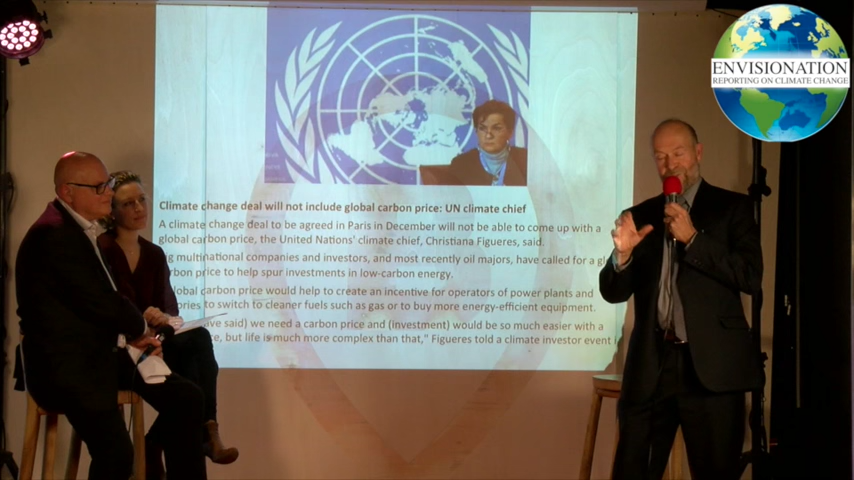 ENVISIONATION
REPORTING ON CLIMATE CHANGE
Climate change deal will not include global carbon price: UN climate chief
A climate change deal to be agreed in Paris in December will not be able to come up with a
global carbon price, the United Nations' climate chief, Christiana Figueres, said.
multinational companies and investors, and most recently oil majors, have called for a
price to help spur investments in low-carbon energy.
global carbon price would help to create an incentive for operators of power plants and
to switch to cleaner fuels such as gas or to buy more energy-efficient equipment.
said) we need a carbon price and (investment) would be so much easier with a
but life is much more complex than that," Figueres told a climate investor event